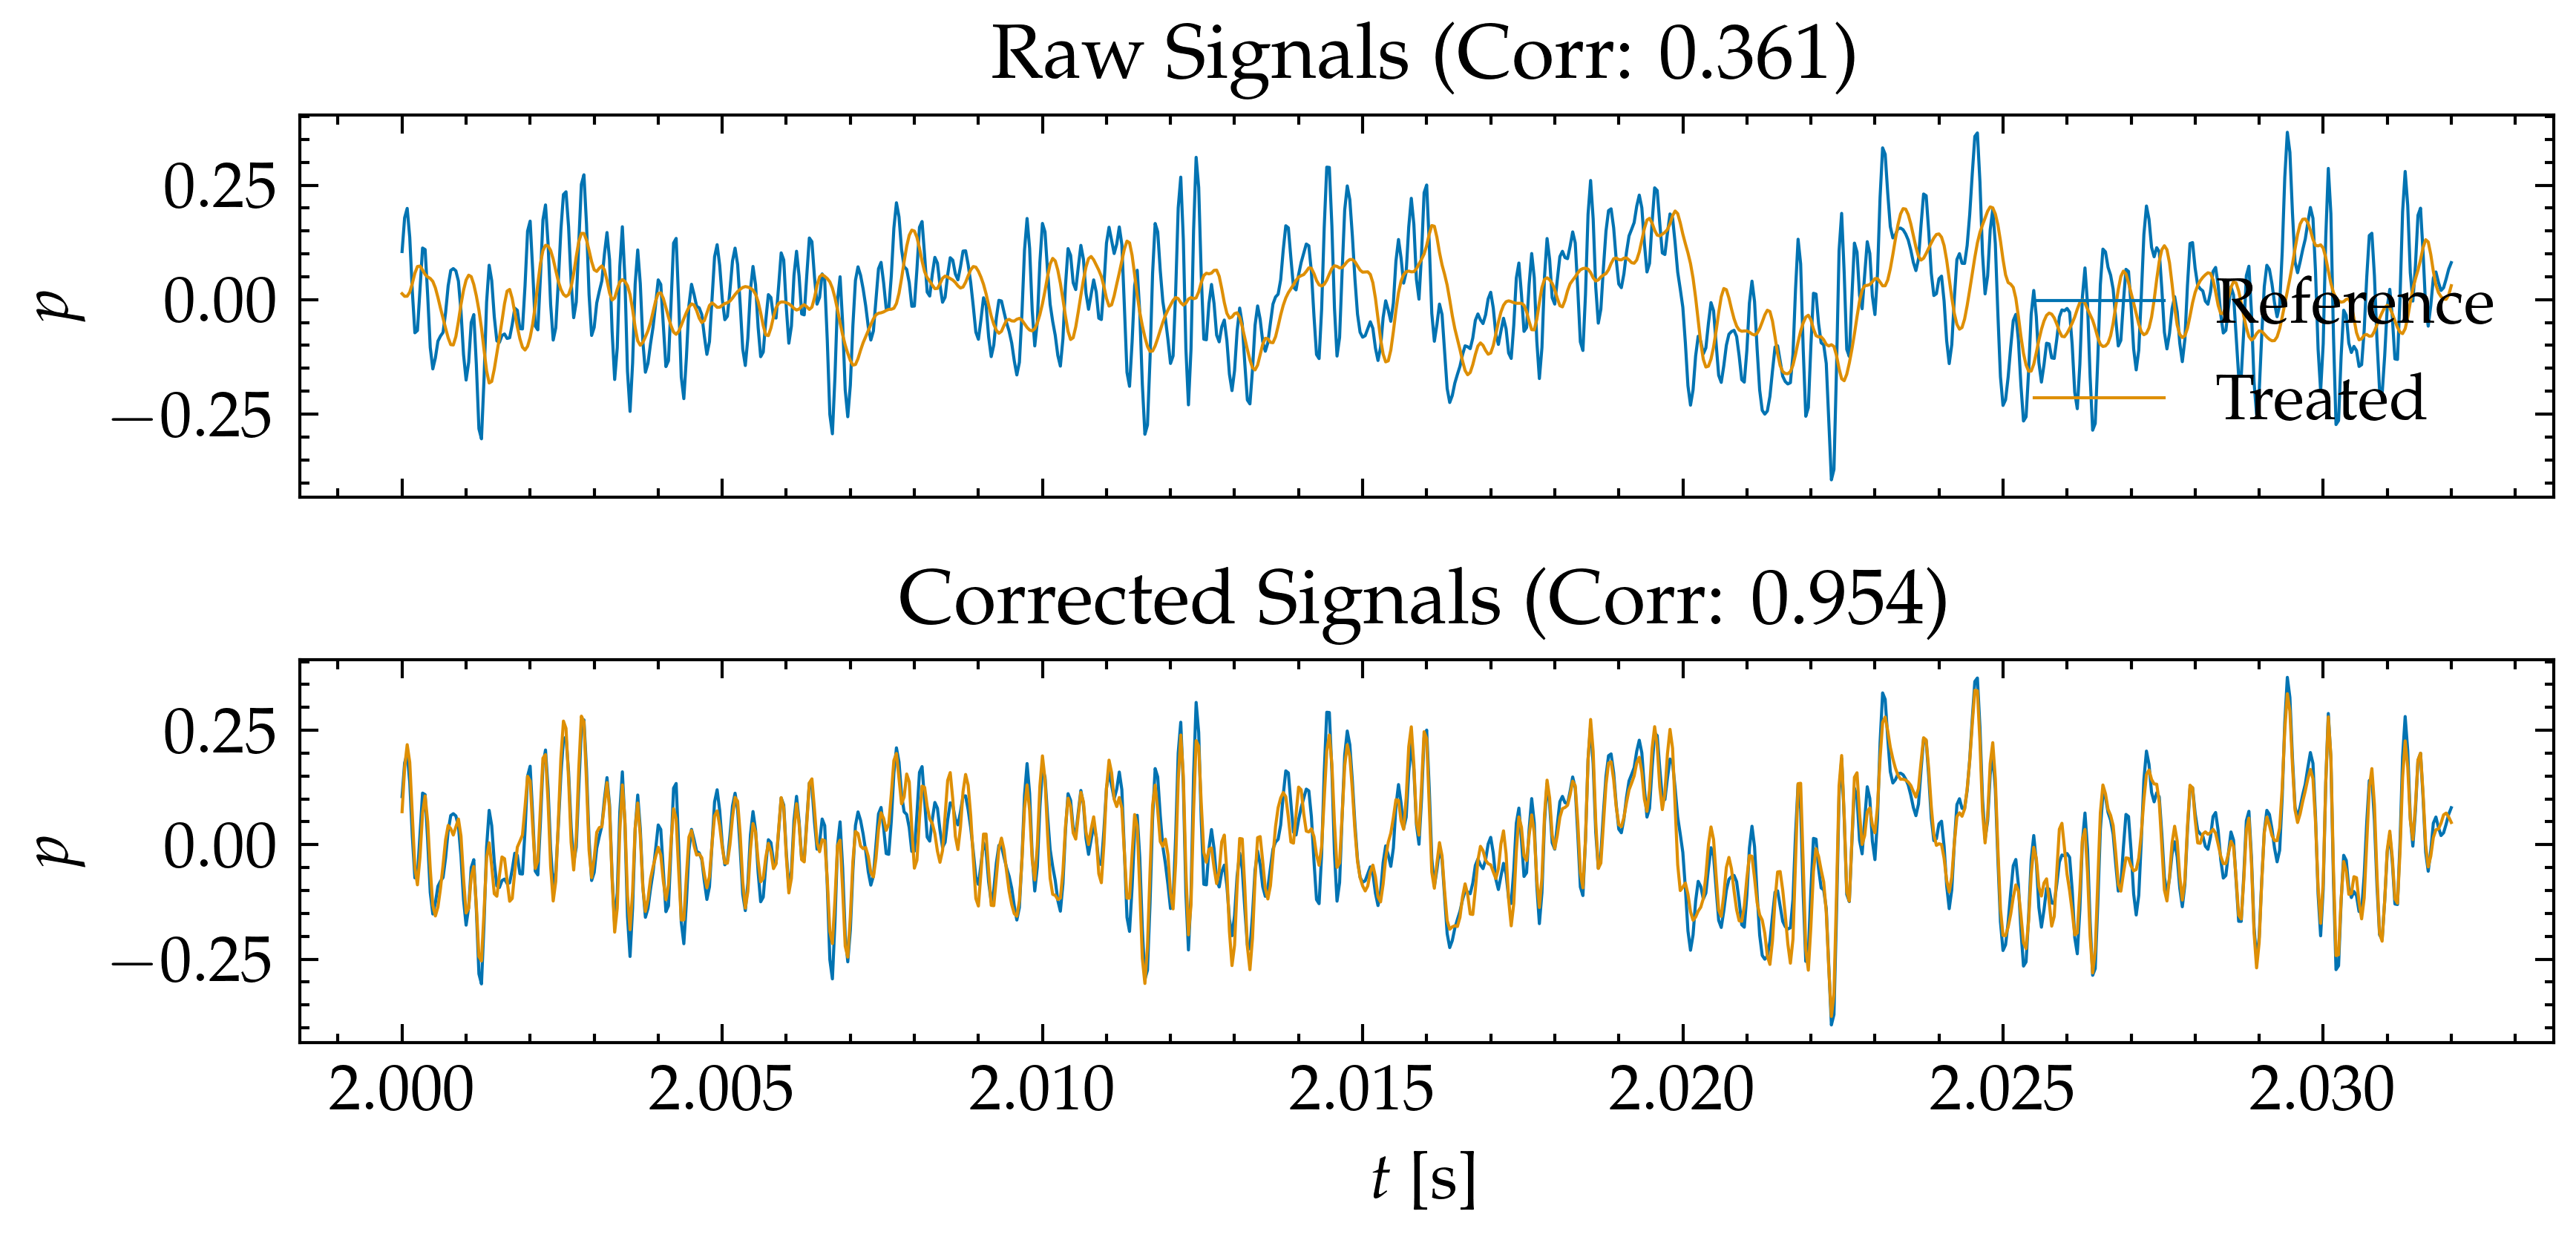 Raw Signals (Corr: 0.361)
0.25
0.00
−0.25
p
Reference
Treated
Corrected Signals (Corr: 0.954)
0.25
0.00
−0.25
p
2.000 2.005 2.010 2.015 2.020 2.025 2.030
t [s]